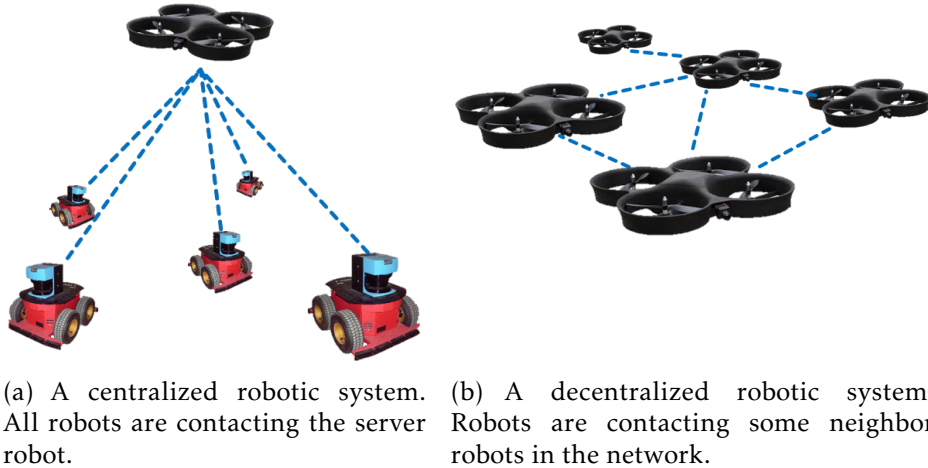 (a) A centralized robotic system.
All robots are contacting the server
robot.
(b) A decentralized robotic system
Robots are contacting some neighbor
robots in the network.